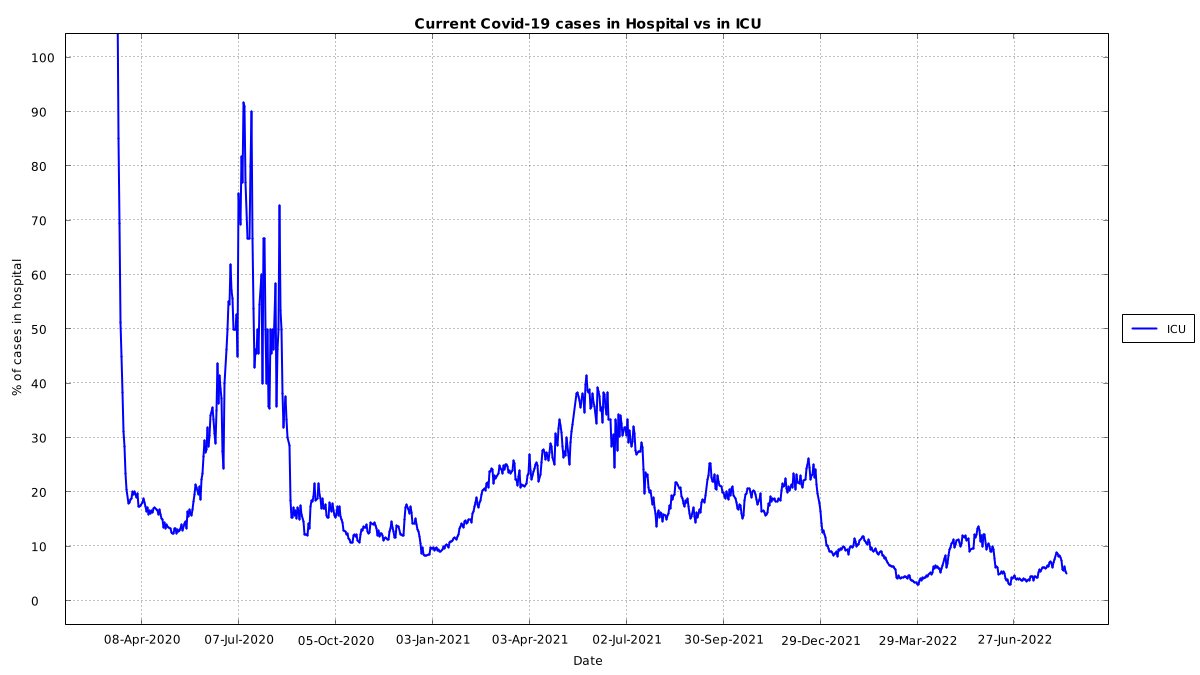 Current Covid-19 cases in Hospital vs in ICU
% of cases in hospital
100
90
80
70
60
50
40
30
20
10
0
08-Apr-2020 07-Jul-2020 05-Oct-2020 03-Jan-2021 03-Apr-2021 02-Jul-2021 30-Sep-2021 29-Dec-2021 29-Mar-2022 27-Jun-2022
Date
ICU